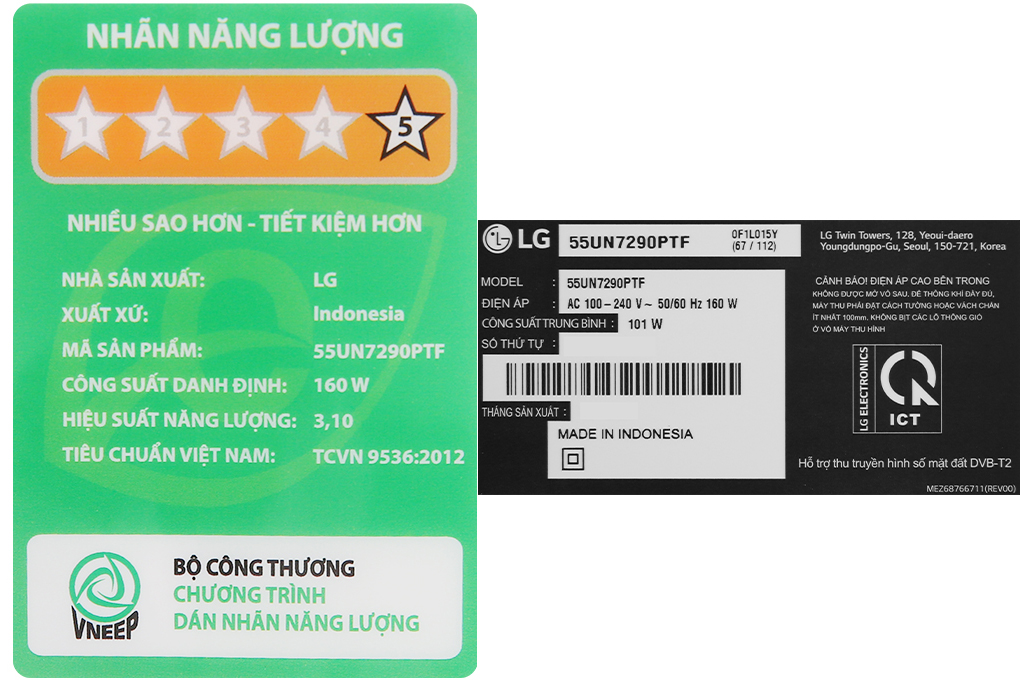 NHÃN NĂNG LƯỢNG
1 2 3 4 5
NHIỀU SAO HƠN - TIẾT KIỆM HƠN
NHÀ SẢN XUẤT: LG
XUẤT XỨ: Indonesia
MÃ SẢN PHẨM: 55UN7290PTF
CÔNG SUẤT DANH ĐỊNH: 160 W
HIỆU SUẤT NĂNG LƯỢNG: 3,10
TIÊU CHUẨN VIỆT NAM: TCVN 9536:2012
VNEEP
BỘ CÔNG THƯƠNG
CHƯƠNG TRÌNH
DÁN NHÃN NĂNG LƯỢNG
LG 55UN7290PTF
0F1L015Y
(67 / 112)
MODEL : 55UN7290PTF
ĐIỆN ÁP : AC 100-240 V~ 50/60 Hz 160 W
CÔNG SUẤT TRUNG BÌNH : 101 W
SỐ THỨ TỰ :
THÁNG SẢN XUẤT :
MADE IN INDONESIA
LG Twin Towers, 128, Yeoui-daero
Youngdungpo-Gu, Seoul, 150-721, Korea
CẢNH BÁO! ĐIỆN ÁP CAO BÊN TRONG
KHÔNG ĐƯỢC MỞ VỎ SAU, ĐỂ THÔNG KHÍ ĐẦY ĐỦ,
MÁY THU PHẢI ĐẶT CÁCH TƯỜNG HOẶC VÁCH CHẮN
ÍT NHẤT 100mm. KHÔNG BỊT CÁC LỖ THÔNG GIÓ
Ở VỎ MÁY THU HÌNH
LG ELECTRONICS
ICT
Hỗ trợ thu truyền hình số mặt đất DVB-T2
MEZ68766711(REV00)